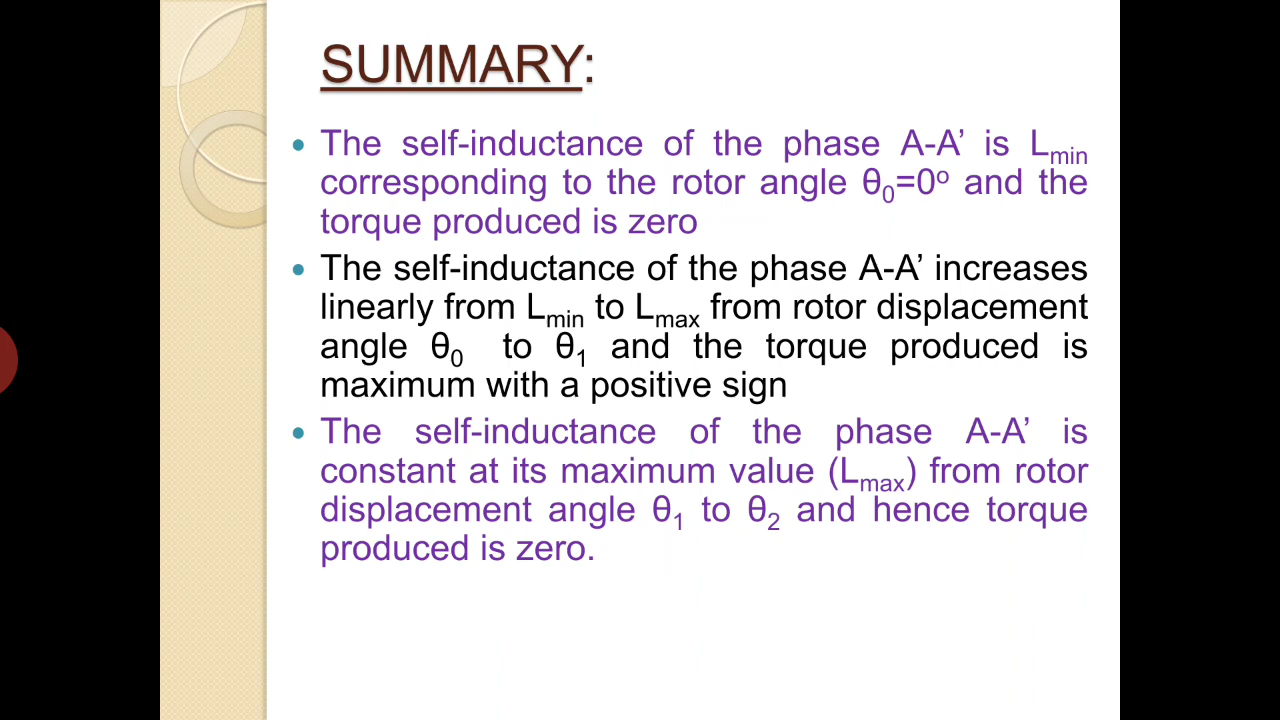 SUMMARY:
• The self-inductance of the phase A-A’ is Lmin
corresponding to the rotor angle θ0=0º and the
torque produced is zero
• The self-inductance of the phase A-A’ increases
linearly from Lmin to Lmax from rotor displacement
angle θ0 to θ1 and the torque produced is
maximum with a positive sign
• The self-inductance of the phase A-A’ is
constant at its maximum value (Lmax) from rotor
displacement angle θ1 to θ2 and hence torque
produced is zero.